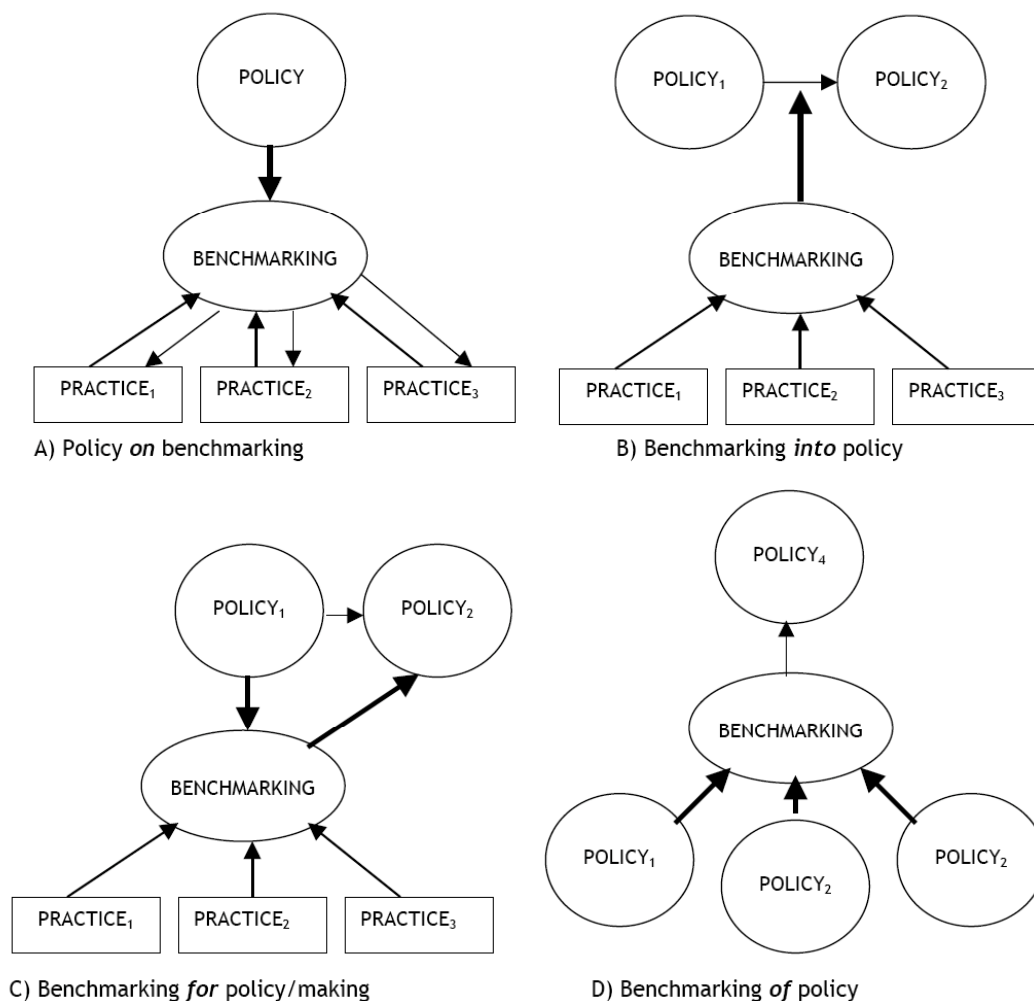 POLICY
BENCHMARKING
PRACTICE₁
PRACTICE₂
PRACTICE₃
A) Policy on benchmarking
POLICY₁
POLICY₂
BENCHMARKING
PRACTICE₁
PRACTICE₂
PRACTICE₃
B) Benchmarking into policy
POLICY₁
POLICY₂
BENCHMARKING
PRACTICE₁
PRACTICE₂
PRACTICE₃
C) Benchmarking for policy/making
POLICY₄
BENCHMARKING
POLICY₁
POLICY₂
POLICY₂
D) Benchmarking of policy